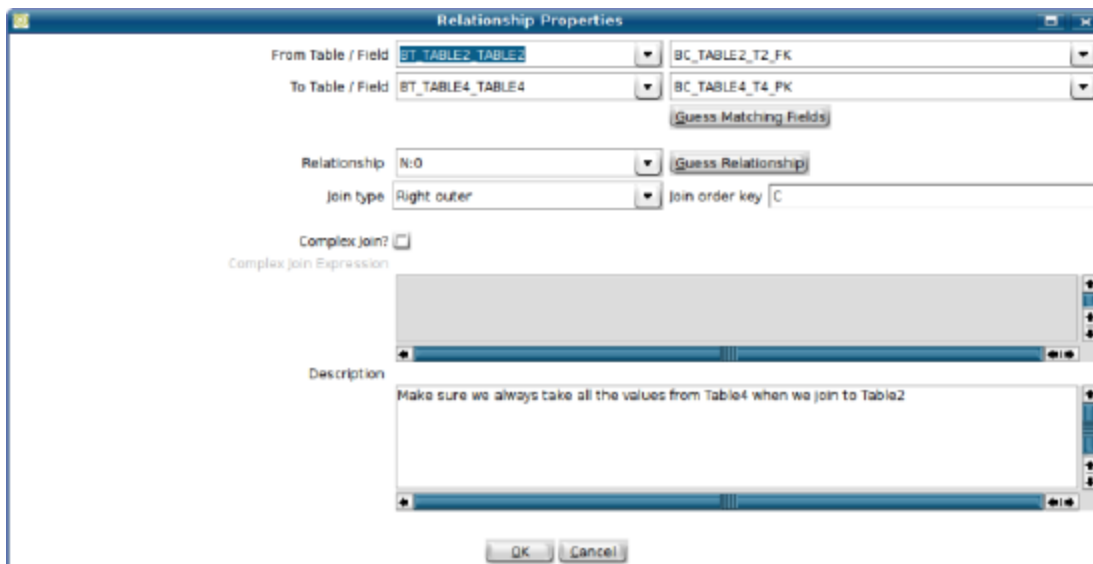 Relationship Properties
From Table / Field BT_TABLE2_TABLE2 BC_TABLE2_T2_FK
To Table / Field BT_TABLE4_TABLE4 BC_TABLE4_T4_PK
Guess Matching Fields
Relationship N:0 Guess Relationship
Join type Right outer Join order key C
Complex Join?
Complex Join Expression
Description
Make sure we always take all the values from Table4 when we join to Table2
OK Cancel